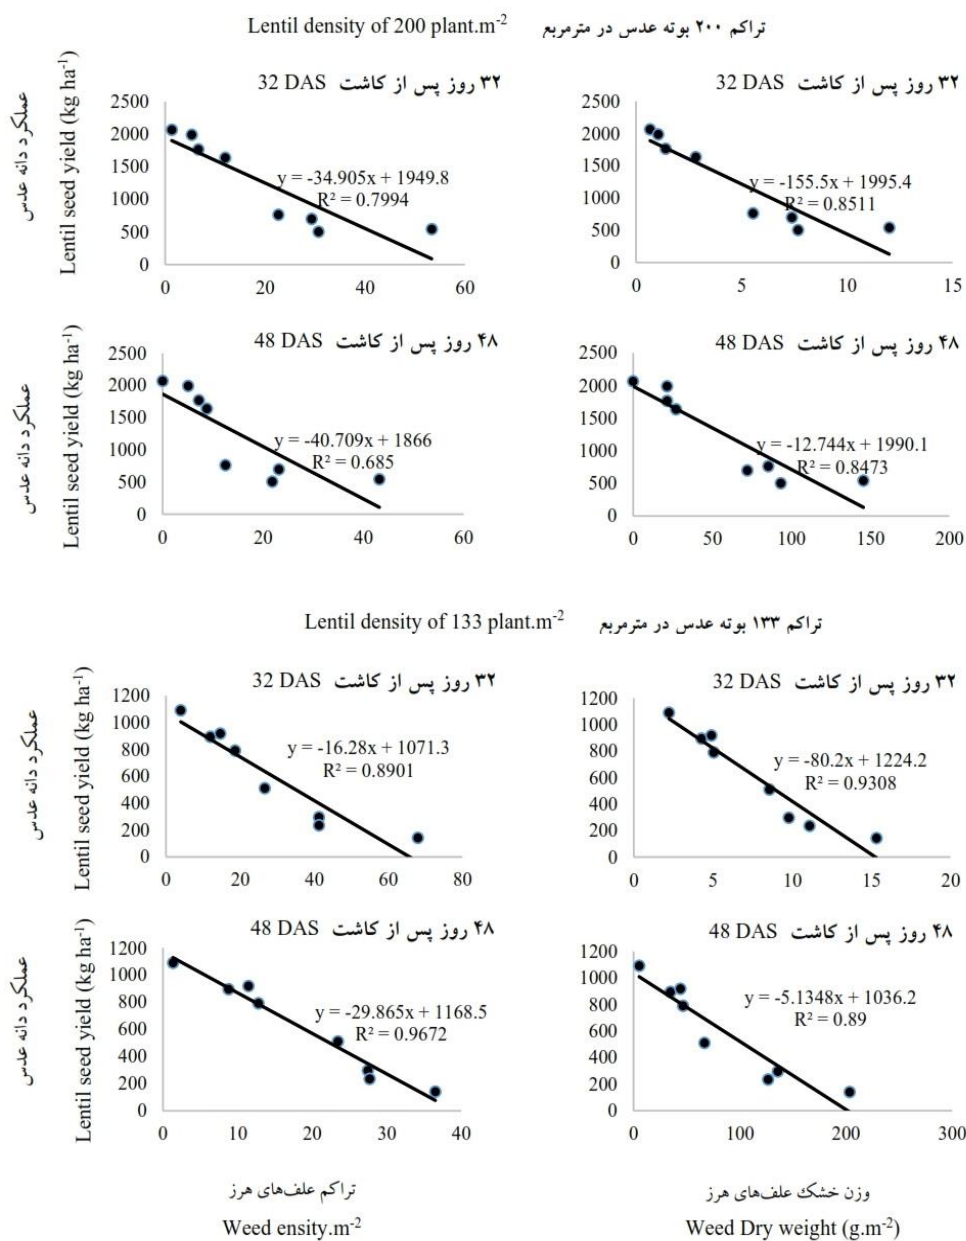 Lentil density of 200 plant.m-2 تراکم ۲۰۰ بوته عدس در مترمربع
32 DAS ۳۲ روز پس از کاشت
عملکرد دانه عدس
Lentil seed yield (kg ha-1)
2500
2000
1500
1000
500
0
y = -34.905x + 1949.8
R² = 0.7994
0 20 40 60
32 DAS ۳۲ روز پس از کاشت
2500
2000
1500
1000
500
0
y = -155.5x + 1995.4
R² = 0.8511
0 5 10 15
48 DAS ۴۸ روز پس از کاشت
عملکرد دانه عدس
Lentil seed yield (kg ha-1)
2500
2000
1500
1000
500
0
y = -40.709x + 1866
R² = 0.685
0 20 40 60
48 DAS ۴۸ روز پس از کاشت
2500
2000
1500
1000
500
0
y = -12.744x + 1990.1
R² = 0.8473
0 50 100 150 200
Lentil density of 133 plant.m-2 تراکم ۱۳۳ بوته عدس در مترمربع
32 DAS ۳۲ روز پس از کاشت
عملکرد دانه عدس
Lentil seed yield (kg ha-1)
1200
1000
800
600
400
200
0
y = -16.28x + 1071.3
R² = 0.8901
0 20 40 60 80
32 DAS ۳۲ روز پس از کاشت
1200
1000
800
600
400
200
0
y = -80.2x + 1224.2
R² = 0.9308
0 5 10 15 20
48 DAS ۴۸ روز پس از کاشت
عملکرد دانه عدس
Lentil seed yield (kg ha-1)
1200
1000
800
600
400
200
0
y = -29.865x + 1168.5
R² = 0.9672
0 10 20 30 40
48 DAS ۴۸ روز پس از کاشت
1200
1000
800
600
400
200
0
y = -5.1348x + 1036.2
R² = 0.89
0 100 200 300
تراکم علف‌های هرز
Weed ensity.m-2
وزن خشک علف‌های هرز
Weed Dry weight (g.m-2)